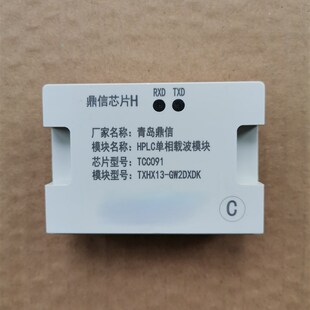 RXD TXD
鼎信芯片H
厂家名称：青岛鼎信
模块名称：HPLC单相载波模块
芯片型号：TCC091
模块型号：TXHX13-GW2DXDK
C